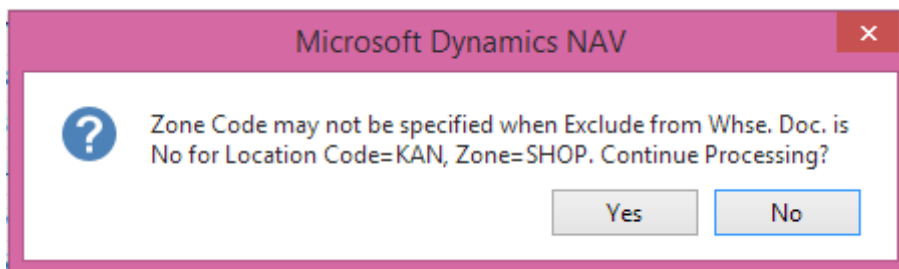 Microsoft Dynamics NAV
Zone Code may not be specified when Exclude from Whse. Doc. is
No for Location Code=KAN, Zone=SHOP. Continue Processing?
Yes No